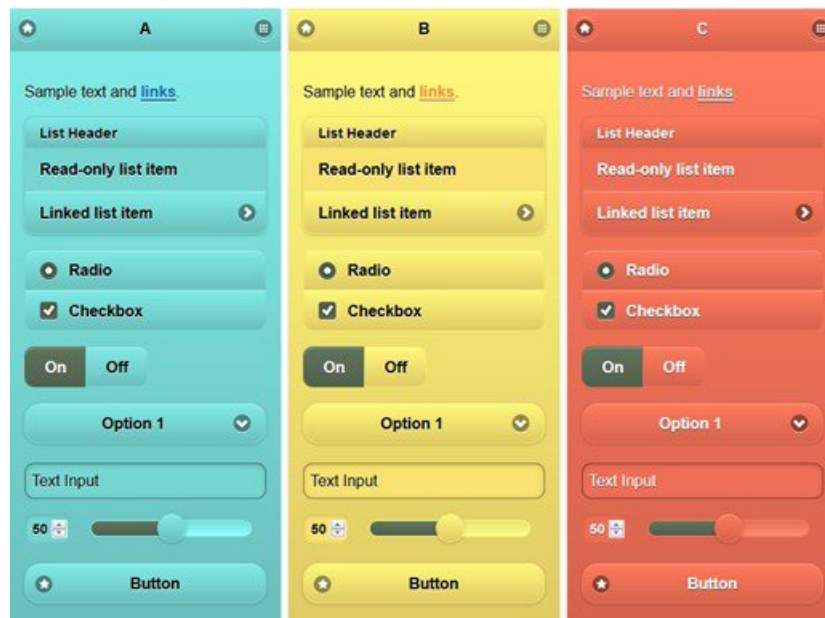 A
Sample text and links.
List Header
Read-only list item
Linked list item
Radio
Checkbox
On Off
Option 1
Text Input
50
Button
B
Sample text and links.
List Header
Read-only list item
Linked list item
Radio
Checkbox
On Off
Option 1
Text Input
50
Button
C
Sample text and links.
List Header
Read-only list item
Linked list item
Radio
Checkbox
On Off
Option 1
Text Input
50
Button